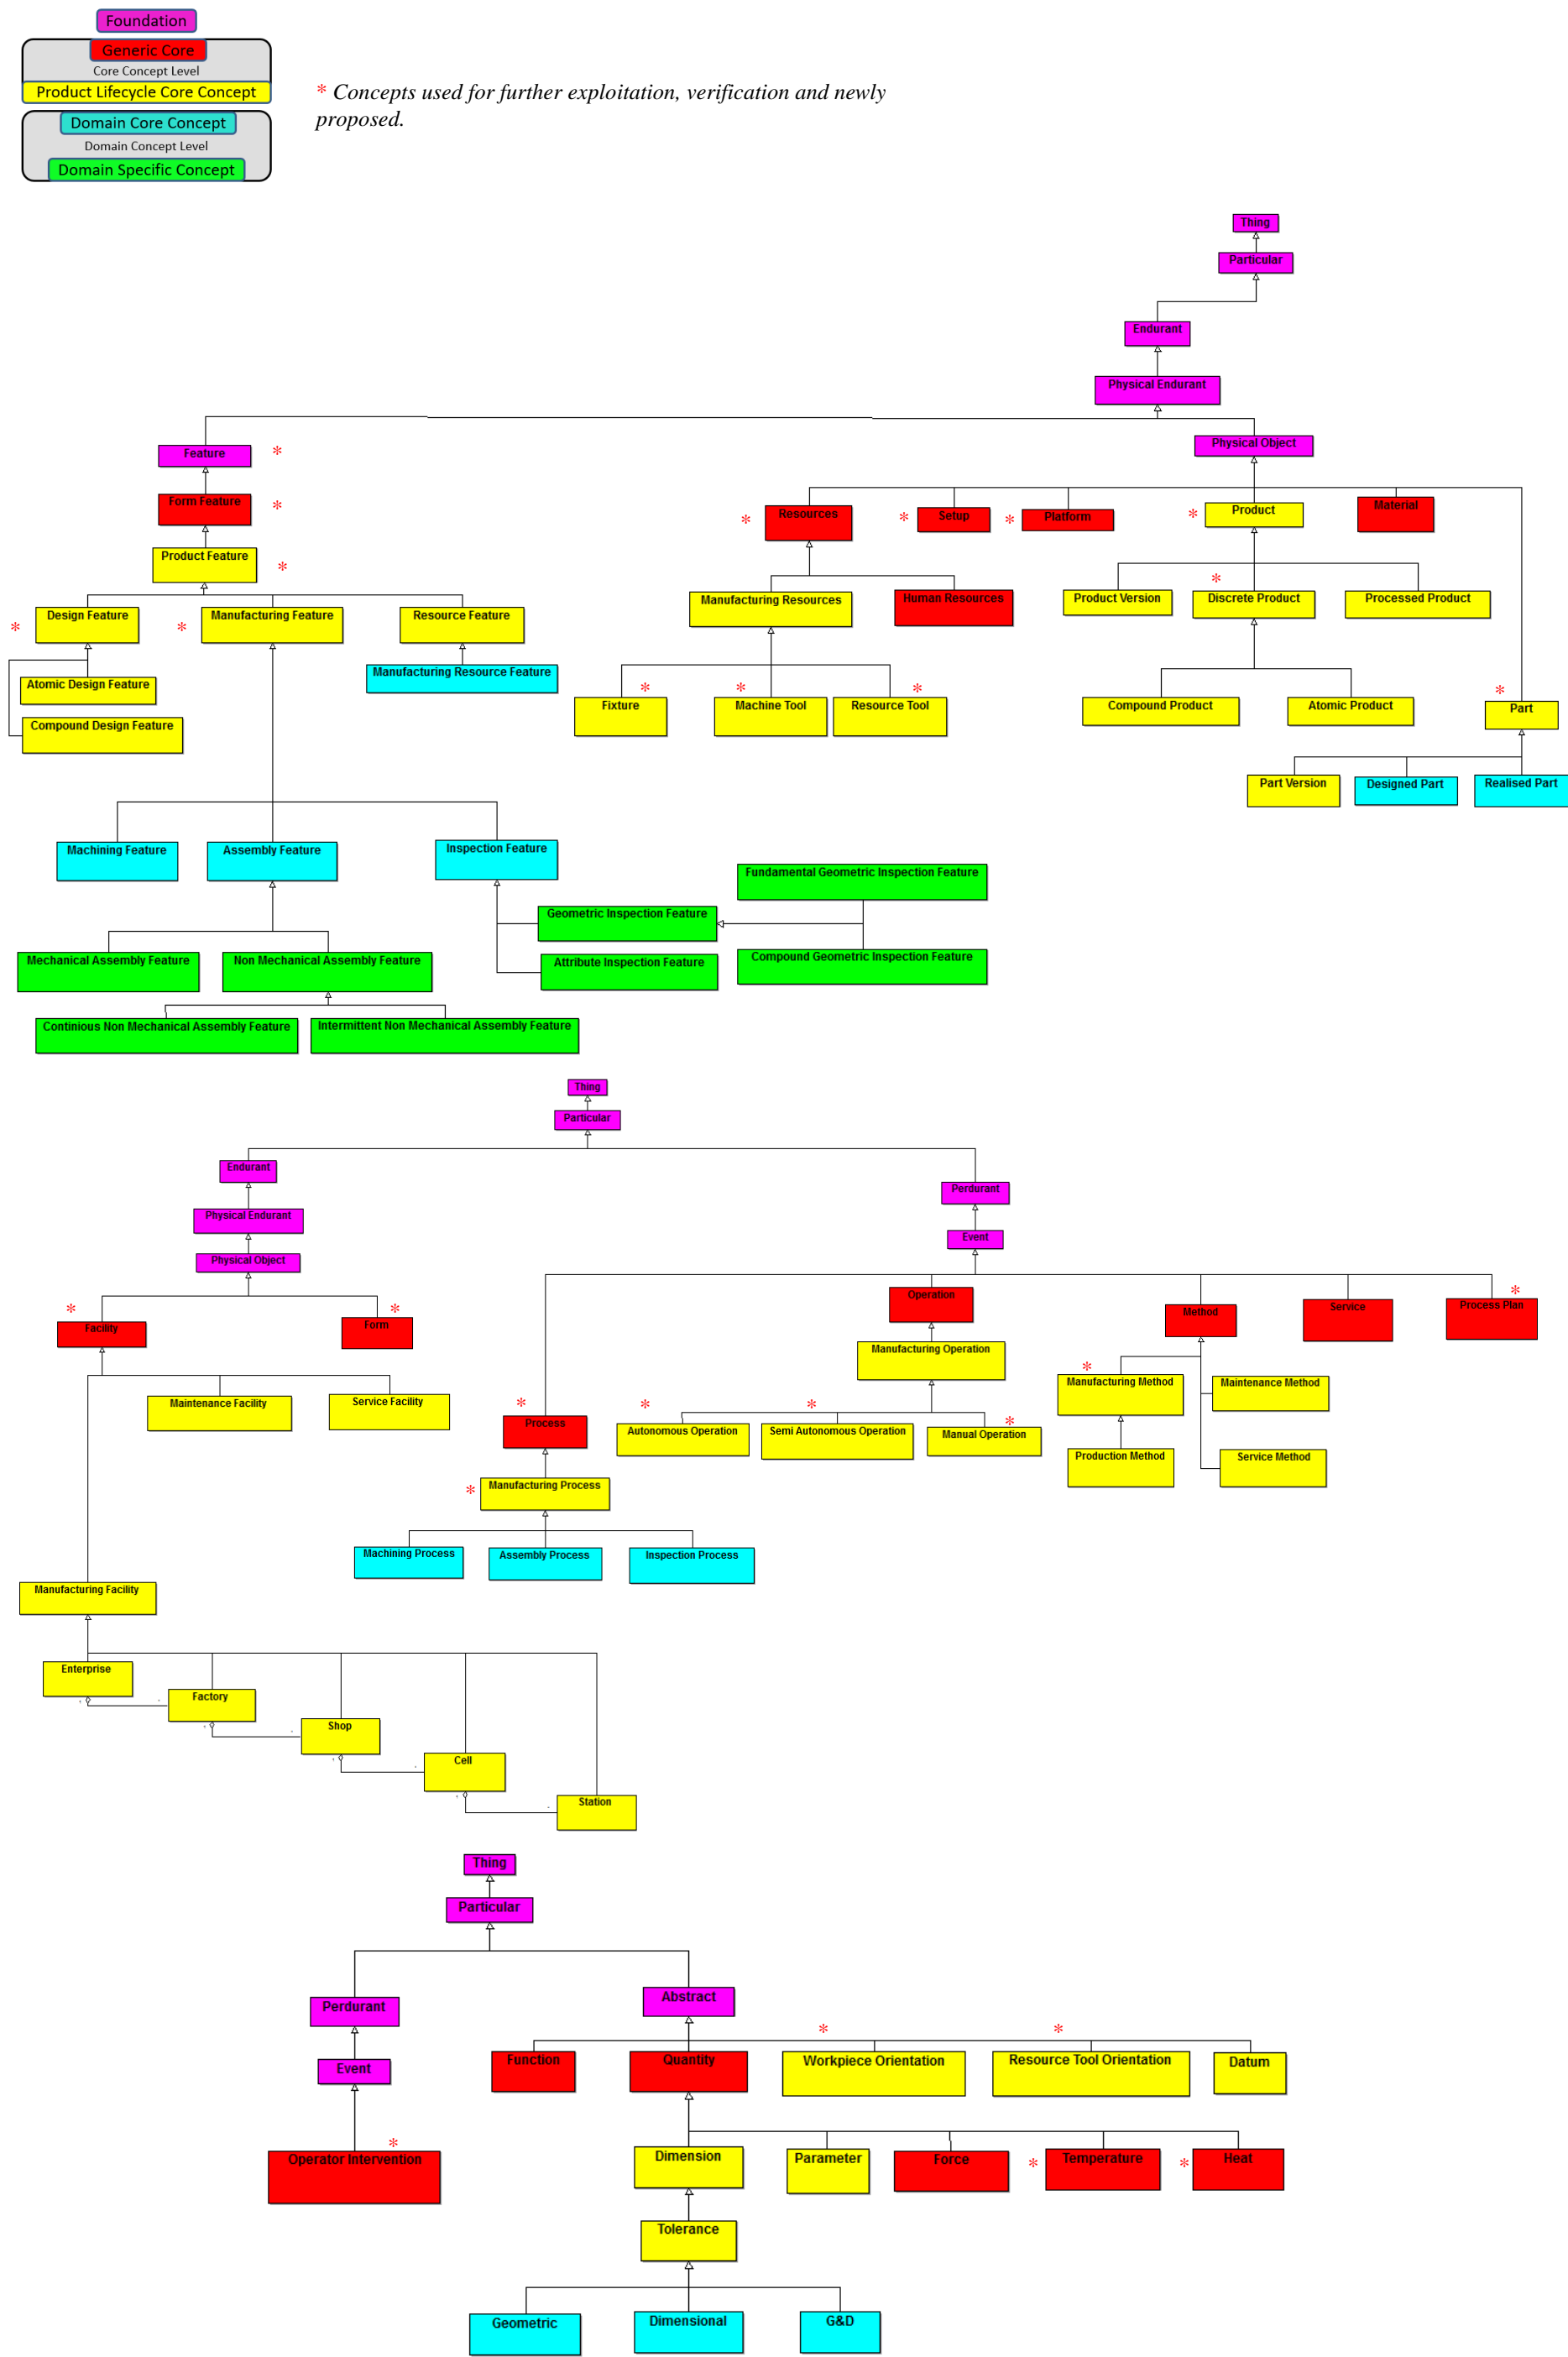 Foundation
Generic Core
Core Concept Level
Product Lifecycle Core Concept
Domain Core Concept
Domain Concept Level
Domain Specific Concept
* Concepts used for further exploitation, verification and newly
proposed.
Thing
Particular
Endurant
Physical Endurant
Feature *
Physical Object
Form Feature *
* Resources
* Setup
* Platform
* Product
Material
Product Feature *
* Design Feature
* Manufacturing Feature
Resource Feature
Manufacturing Resources
Human Resources
Product Version
* Discrete Product
Processed Product
Manufacturing Resource Feature
Atomic Design Feature
Compound Design Feature
Fixture *
* Machine Tool
Resource Tool *
Compound Product
Atomic Product
* Part
Part Version
Designed Part
Realised Part
Machining Feature
Assembly Feature
Inspection Feature
Fundamental Geometric Inspection Feature
Geometric Inspection Feature
Mechanical Assembly Feature
Non Mechanical Assembly Feature
Attribute Inspection Feature
Compound Geometric Inspection Feature
Continious Non Mechanical Assembly Feature
Intermittent Non Mechanical Assembly Feature
Thing
Particular
Endurant
Perdurant
Physical Endurant
Event
Physical Object
* Facility
Form *
Operation
Method
Service
Process Plan *
Manufacturing Operation
* Manufacturing Method
Maintenance Method
Maintenance Facility
Service Facility
* Process
* Autonomous Operation
* Semi Autonomous Operation
Manual Operation *
Production Method
Service Method
* Manufacturing Process
Machining Process
Assembly Process
Inspection Process
Manufacturing Facility
Enterprise
Factory
Shop
Cell
Station
Thing
Particular
Perdurant
Abstract
Event
Function
Quantity
* Workpiece Orientation
* Resource Tool Orientation
Datum
Operator Intervention *
Dimension
Parameter
Force
* Temperature
* Heat
Tolerance
Geometric
Dimensional
G&D